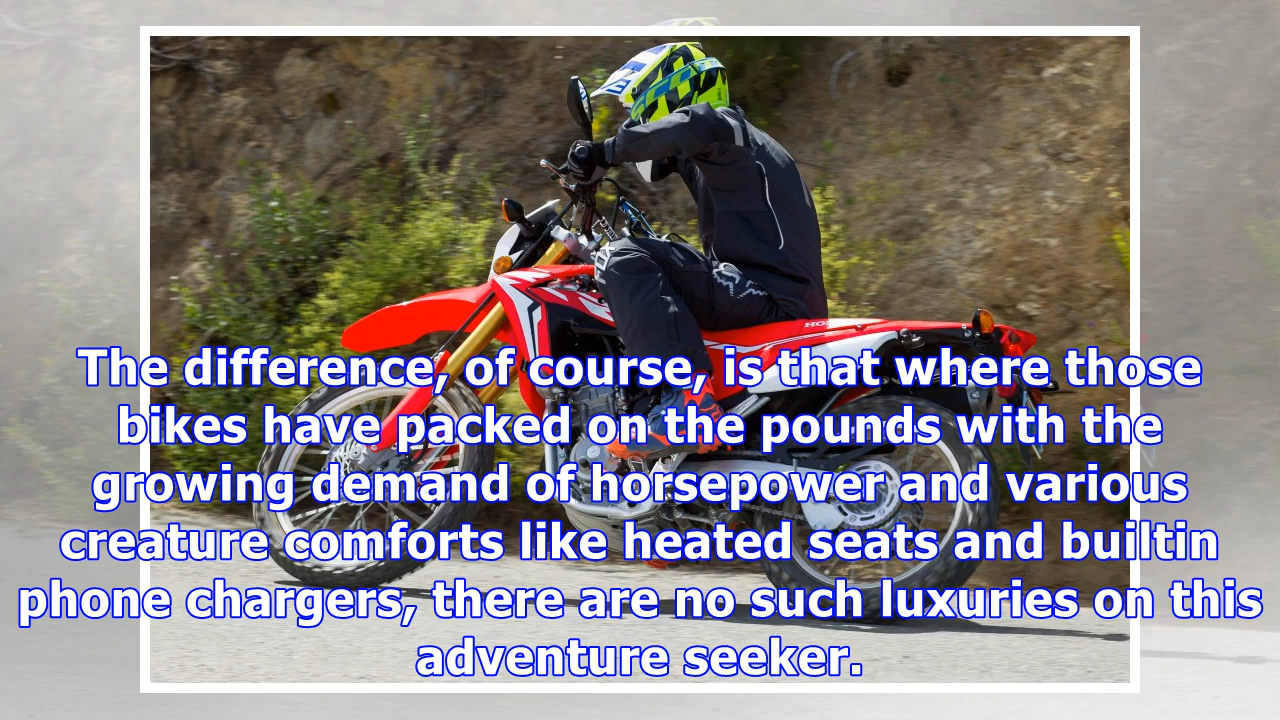 HON
The difference, of course, is that where those
bikes have packed on the pounds with the
growing demand of horsepower and various
creature comforts like heated seats and builtin
phone chargers, there are no such luxuries on this
adventure seeker.